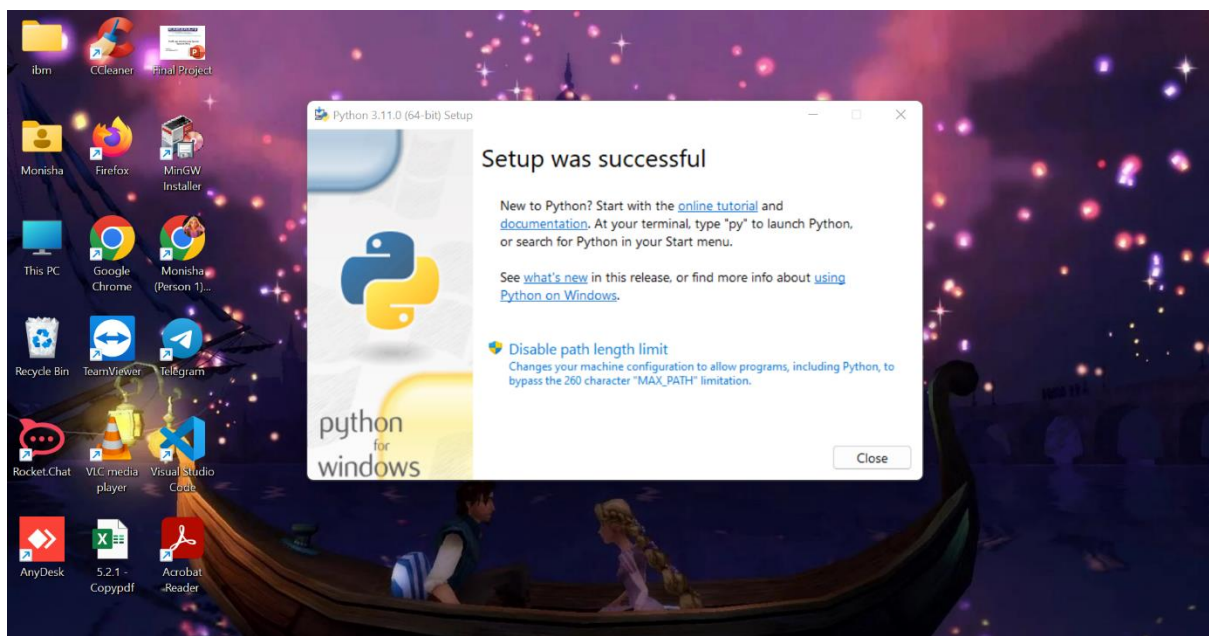 ibm
CCleaner
Final Project
Monisha
Firefox
MinGW
Installer
This PC
Google
Chrome
Monisha
(Person 1)...
Recycle Bin
TeamViewer
Telegram
Rocket.Chat
VLC media
player
Visual Studio
Code
AnyDesk
5.2.1 -
Copypdf
Acrobat
Reader
Python 3.11.0 (64-bit) Setup
Setup was successful
New to Python? Start with the online tutorial and
documentation. At your terminal, type "py" to launch Python,
or search for Python in your Start menu.
See what's new in this release, or find more info about using
Python on Windows.
Disable path length limit
Changes your machine configuration to allow programs, including Python, to
bypass the 260 character "MAX_PATH" limitation.
python
for
windows
Close